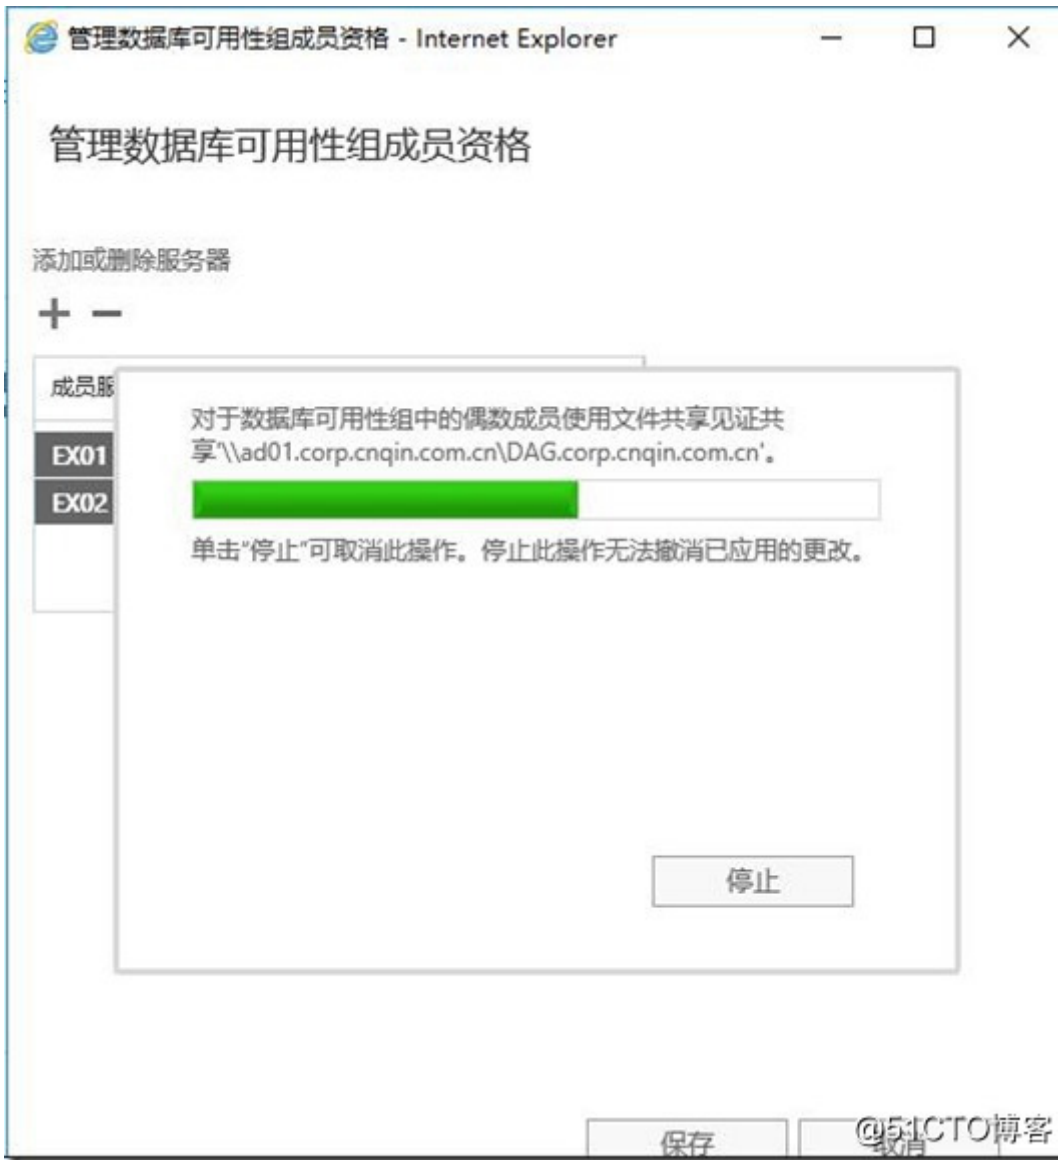 管理数据库可用性组成员资格 - Internet Explorer
管理数据库可用性组成员资格
添加或删除服务器
成员服
对于数据库可用性组中的偶数成员使用文件共享见证共
享'\\ad01.corp.cnqin.com.cn\DAG.corp.cnqin.com.cn'。
EX01
EX02
单击"停止"可取消此操作。停止此操作无法撤消已应用的更改。
停止
保存
取消
@51CTO博客